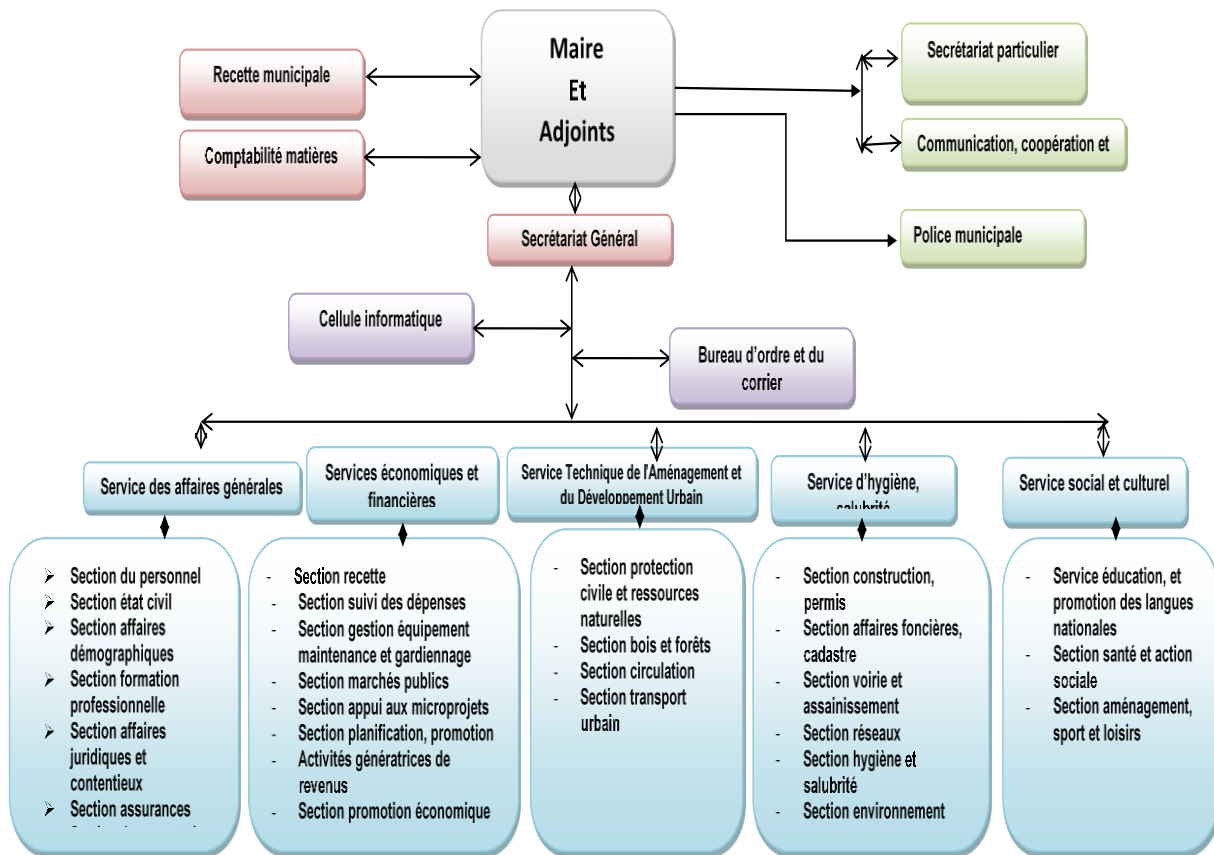 Maire
Et
Adjoints
Recette municipale
Comptabilité matières
Secrétariat particulier
Communication, coopération et
Police municipale
Secrétariat Général
Cellule informatique
Bureau d’ordre et du
corrier
Service des affaires générales
Services économiques et
financières
Service Technique de l'Aménagement et
du Développement Urbain
Service d’hygiène,
salubrité
Service social et culturel
➢ Section du personnel
➢ Section état civil
➢ Section affaires
démographiques
➢ Section formation
professionnelle
➢ Section affaires
juridiques et
contentieux
➢ Section assurances
- Section recette
- Section suivi des dépenses
- Section gestion équipement
maintenance et gardiennage
- Section marchés publics
- Section appui aux microprojets
- Section planification, promotion
- Activités génératrices de
revenus
- Section promotion économique
- Section protection
civile et ressources
naturelles
- Section bois et forêts
- Section circulation
- Section transport
urbain
- Section construction,
permis
- Section affaires foncières,
cadastre
- Section voirie et
assainissement
- Section réseaux
- Section hygiène et
salubrité
- Section environnement
- Service éducation, et
promotion des langues
nationales
- Section santé et action
sociale
- Section aménagement,
sport et loisirs